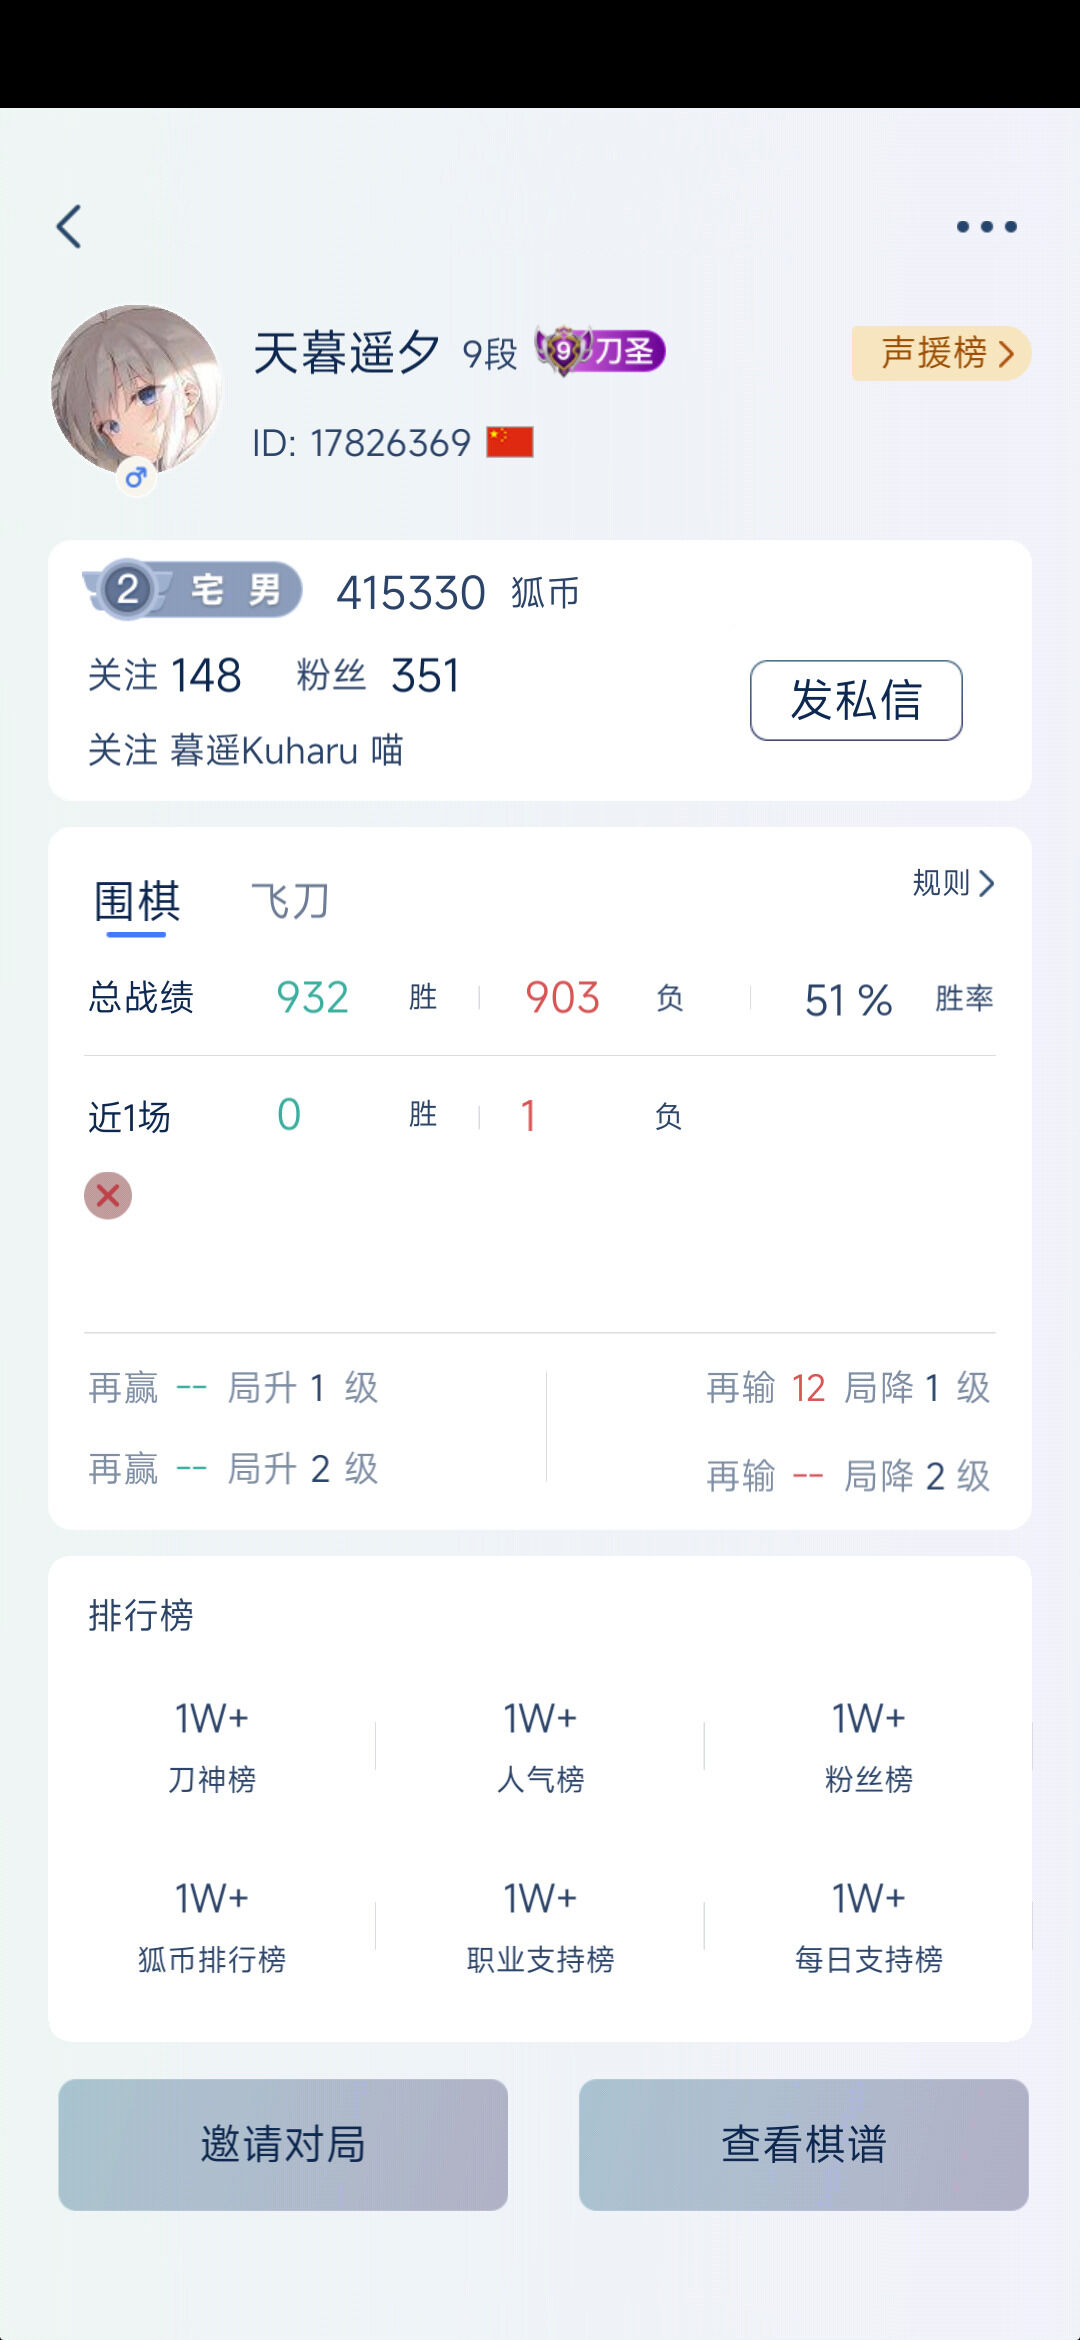 天暮遥夕 9段 9 刀圣 声援榜
ID: 17826369
2 宅男 415330 狐币
关注 148 粉丝 351
发私信
关注 暮遥Kuharu 喵
围棋 飞刀 规则
总战绩 932 胜 903 负 51 % 胜率
近1场 0 胜 1 负
再赢 -- 局升 1 级 再输 12 局降 1 级
再赢 -- 局升 2 级 再输 -- 局降 2 级
排行榜
1W+ 1W+ 1W+
刀神榜 人气榜 粉丝榜
1W+ 1W+ 1W+
狐币排行榜 职业支持榜 每日支持榜
邀请对局 查看棋谱